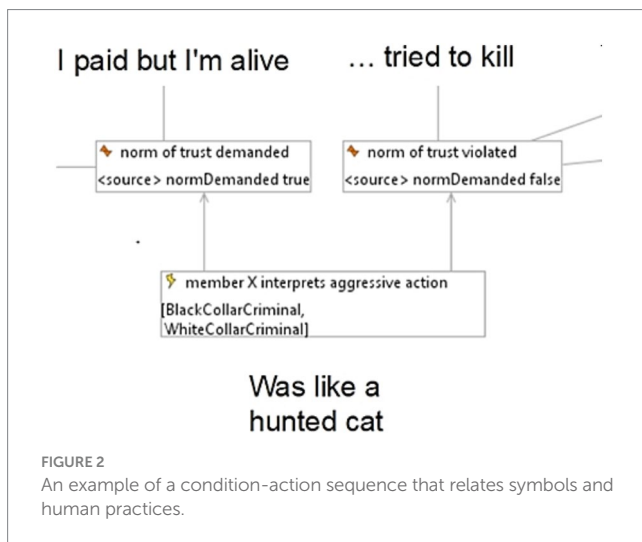 I paid but I'm alive
... tried to kill
norm of trust demanded
<source> normDemanded true
norm of trust violated
<source> normDemanded false
member X interprets aggressive action
[BlackCollarCriminal,
WhiteCollarCriminal]
Was like a
hunted cat
FIGURE 2
An example of a condition-action sequence that relates symbols and
human practices.